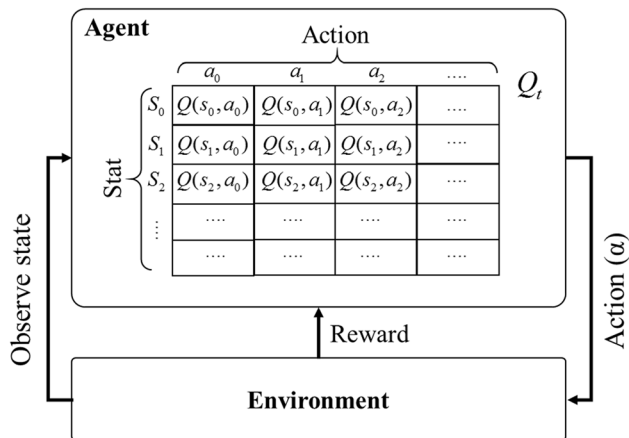 Agent
Action
a0 a1 a2 ....
Qt
S0 Q(s0,a0) Q(s0,a1) Q(s0,a2) ....
S1 Q(s1,a0) Q(s1,a1) Q(s1,a2) ....
S2 Q(s2,a0) Q(s2,a1) Q(s2,a2) ....
.... .... .... .... ....
.... .... .... ....
Stat
Observe state
Action (α)
Reward
Environment